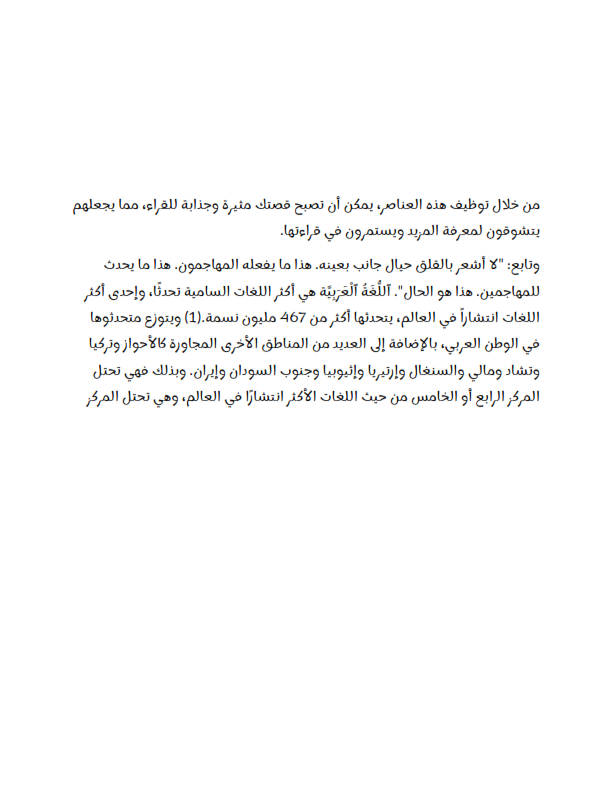 من خلال توظيف هذه العناصر، يمكن أن تصبح قصتك مثيرة وجذابة للقراء، مما يجعلهم
يتشوقون لمعرفة المزيد ويستمرون في قراءتها.
وتابع: "لا أشعر بالقلق حيال جانب بعينه. هذا ما يفعله المهاجمون. هذا ما يحدث
للمهاجمين. هذا هو الحال". ٱللُّغَةُ ٱلْعَرَبِيَّة هي أكثر اللغات السامية تحدثًا، وإحدى أكثر
اللغات انتشاراً في العالم، يتحدثها أكثر من 467 مليون نسمة.(1) ويتوزع متحدثوها
في الوطن العربي، بالإضافة إلى العديد من المناطق الأخرى المجاورة كالأحواز وتركيا
وتشاد ومالي والسنغال وإرتيريا وإثيوبيا وجنوب السودان وإيران. وبذلك فهي تحتل
المركز الرابع أو الخامس من حيث اللغات الأكثر انتشارًا في العالم، وهي تحتل المركز